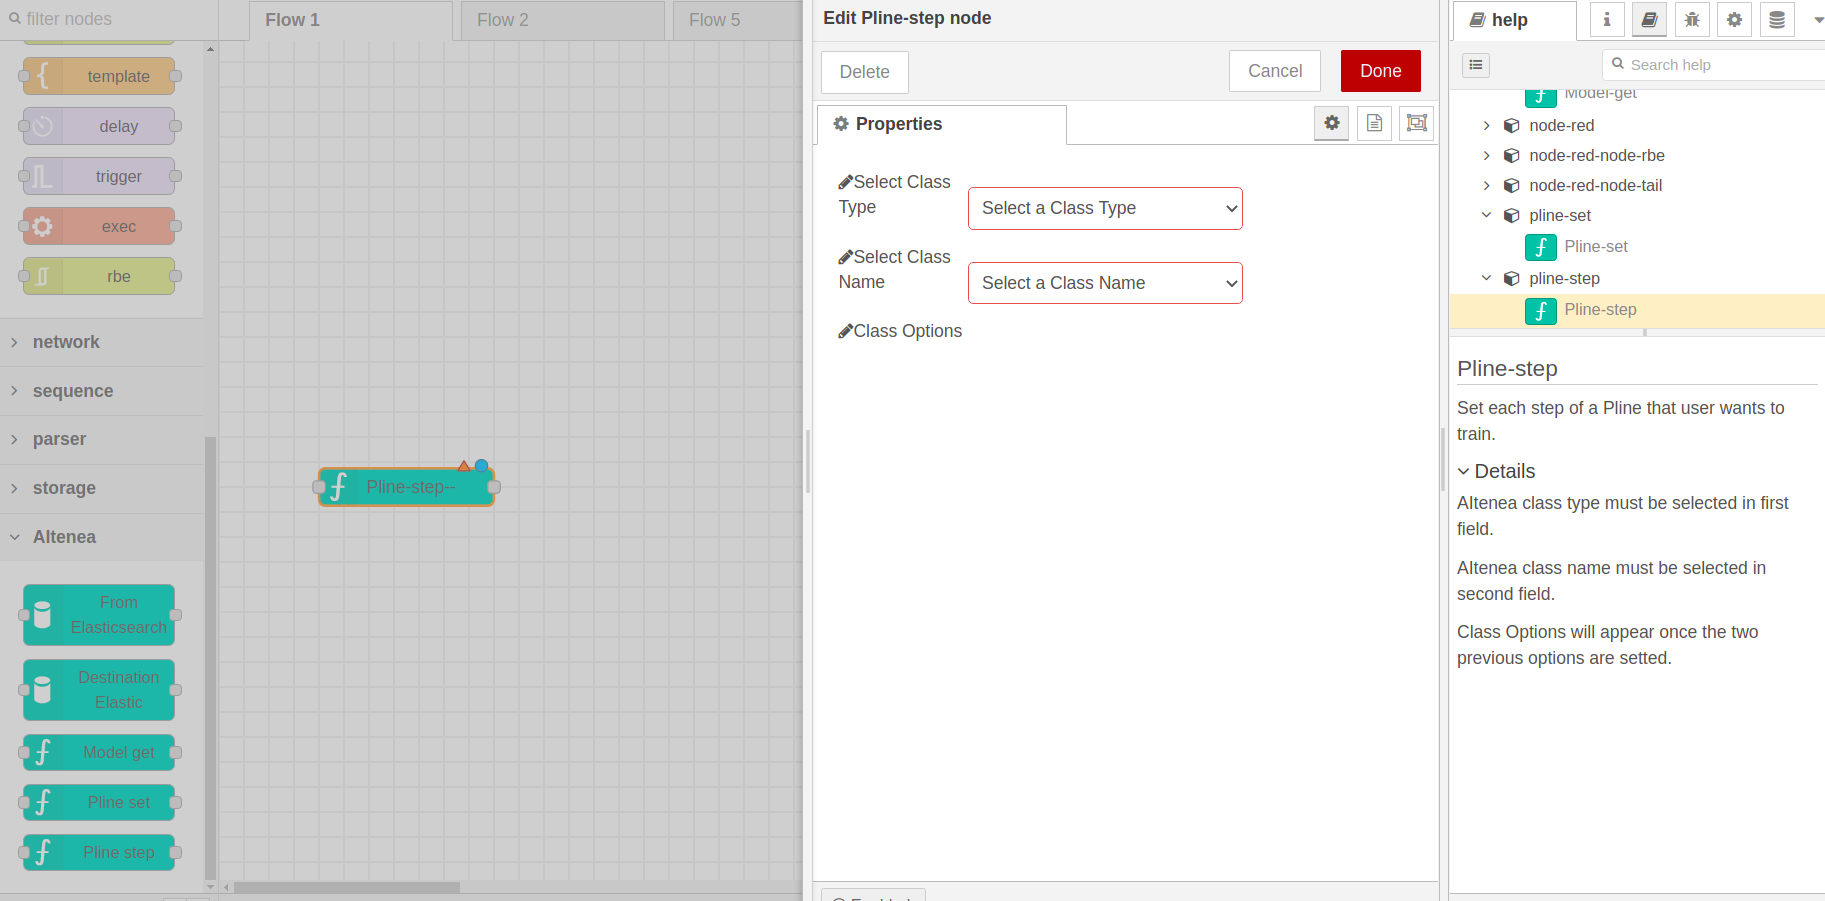 filter nodes
template
delay
trigger
exec
rbe
network
sequence
parser
storage
Altenea
From
Elasticsearch
Destination
Elastic
Model get
Pline set
Pline step
Flow 1
Flow 2
Flow 5
Pline-step--
Edit Pline-step node
Delete
Cancel
Done
Properties
Select Class
Type
Select a Class Type
Select Class
Name
Select a Class Name
Class Options
help
Search help
Model-get
node-red
node-red-node-rbe
node-red-node-tail
pline-set
Pline-set
pline-step
Pline-step
Pline-step
Set each step of a Pline that user wants to
train.
Details
Altenea class type must be selected in first
field.
Altenea class name must be selected in
second field.
Class Options will appear once the two
previous options are setted.